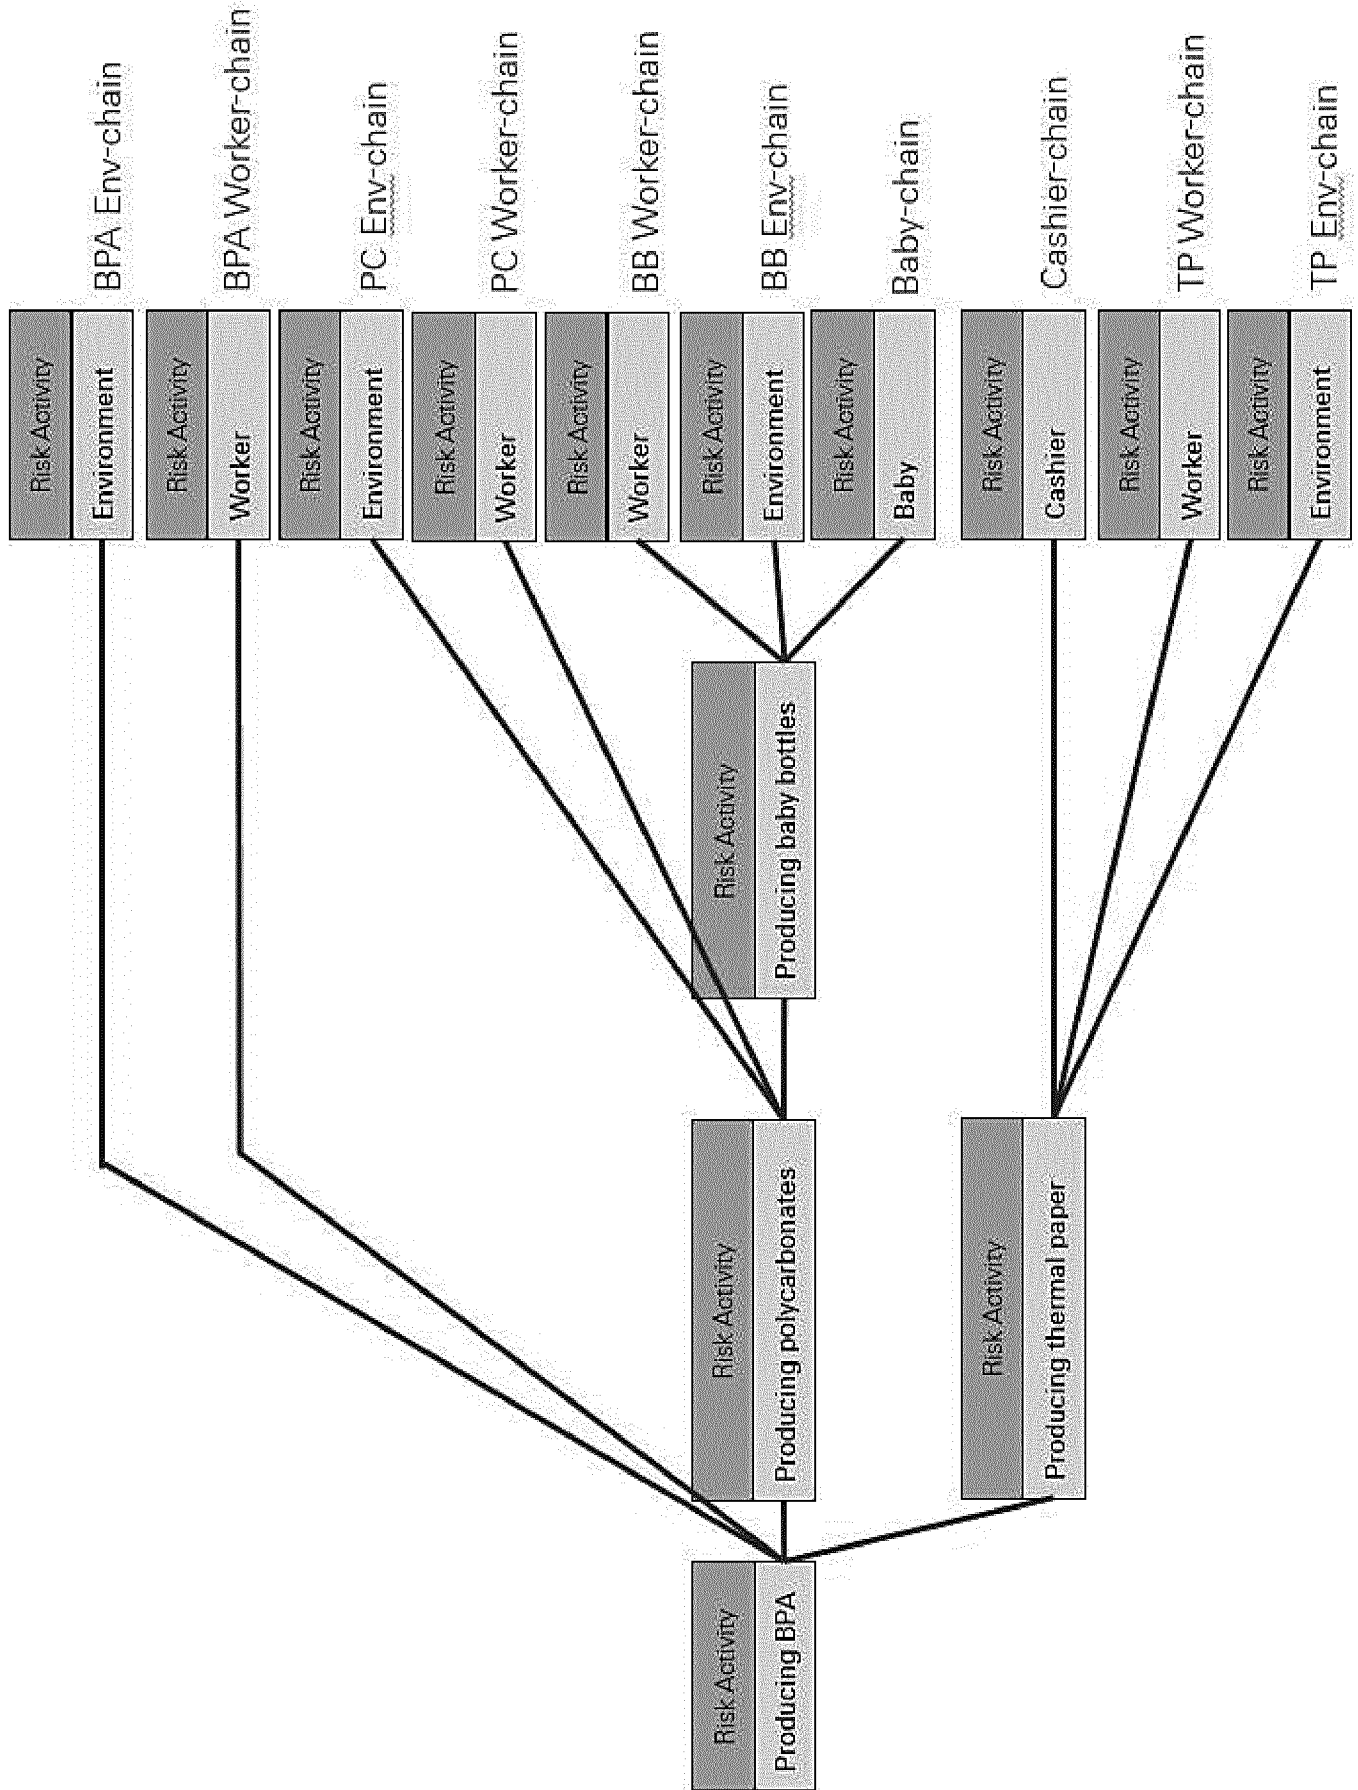 Risk Activity
Environment
BPA Env-chain
Risk Activity
Worker
BPA Worker-chain
Risk Activity
Environment
PC Env-chain
Risk Activity
Worker
PC Worker-chain
Risk Activity
Worker
BB Worker-chain
Risk Activity
Environment
BB Env-chain
Risk Activity
Baby
Baby-chain
Risk Activity
Cashier
Cashier-chain
Risk Activity
Worker
TP Worker-chain
Risk Activity
Environment
TP Env-chain
Risk Activity
Producing baby bottles
Risk Activity
Producing polycarbonates
Risk Activity
Producing thermal paper
Risk Activity
Producing BPA